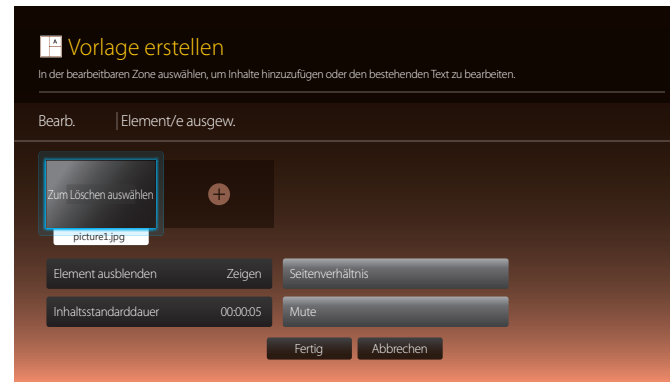 A
Vorlage erstellen
In der bearbeitbaren Zone auswählen, um Inhalte hinzuzufügen oder den bestehenden Text zu bearbeiten.
Bearb. Element/e ausgew.
Zum Löschen auswählen
picture1.jpg
Element ausblenden Zeigen Seitenverhältnis
Inhaltsstandarddauer 00:00:05 Mute
Fertig Abbrechen